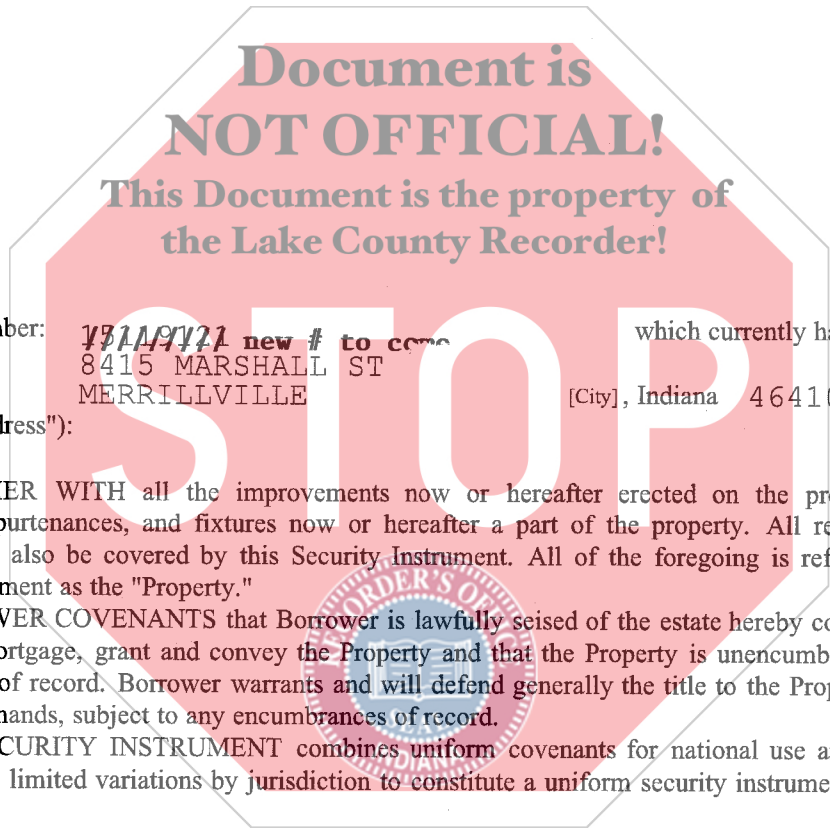 Document is
NOT OFFICIAL!
This Document is the property of
the Lake County Recorder!
STOP
ber: new # to come which currently ha
8415 MARSHALL ST
MERRILLVILLE [City], Indiana 4641
dress"):
ER WITH all the improvements now or hereafter erected on the pro
purtenances, and fixtures now or hereafter a part of the property. All re
also be covered by this Security Instrument. All of the foregoing is ref
ment as the "Property."
WER COVENANTS that Borrower is lawfully seised of the estate hereby co
ortgage, grant and convey the Property and that the Property is unencumb
of record. Borrower warrants and will defend generally the title to the Prop
ands, subject to any encumbrances of record.
CURITY INSTRUMENT combines uniform covenants for national use a
limited variations by jurisdiction to constitute a uniform security instrume
RECORDER'S OFFICE
INDIANA